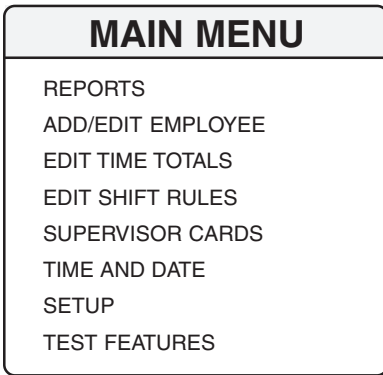 MAIN MENU
REPORTS
ADD/EDIT EMPLOYEE
EDIT TIME TOTALS
EDIT SHIFT RULES
SUPERVISOR CARDS
TIME AND DATE
SETUP
TEST FEATURES